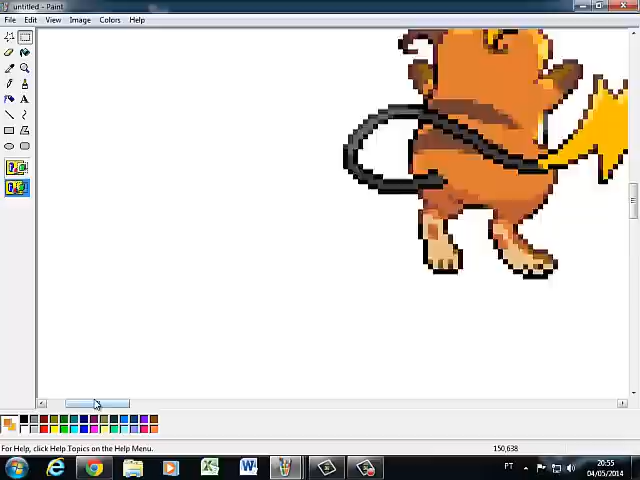 untitled - Paint
File Edit View Image Colors Help
A
For Help, click Help Topics on the Help Menu.
150,638
PT
20:55
04/05/2014